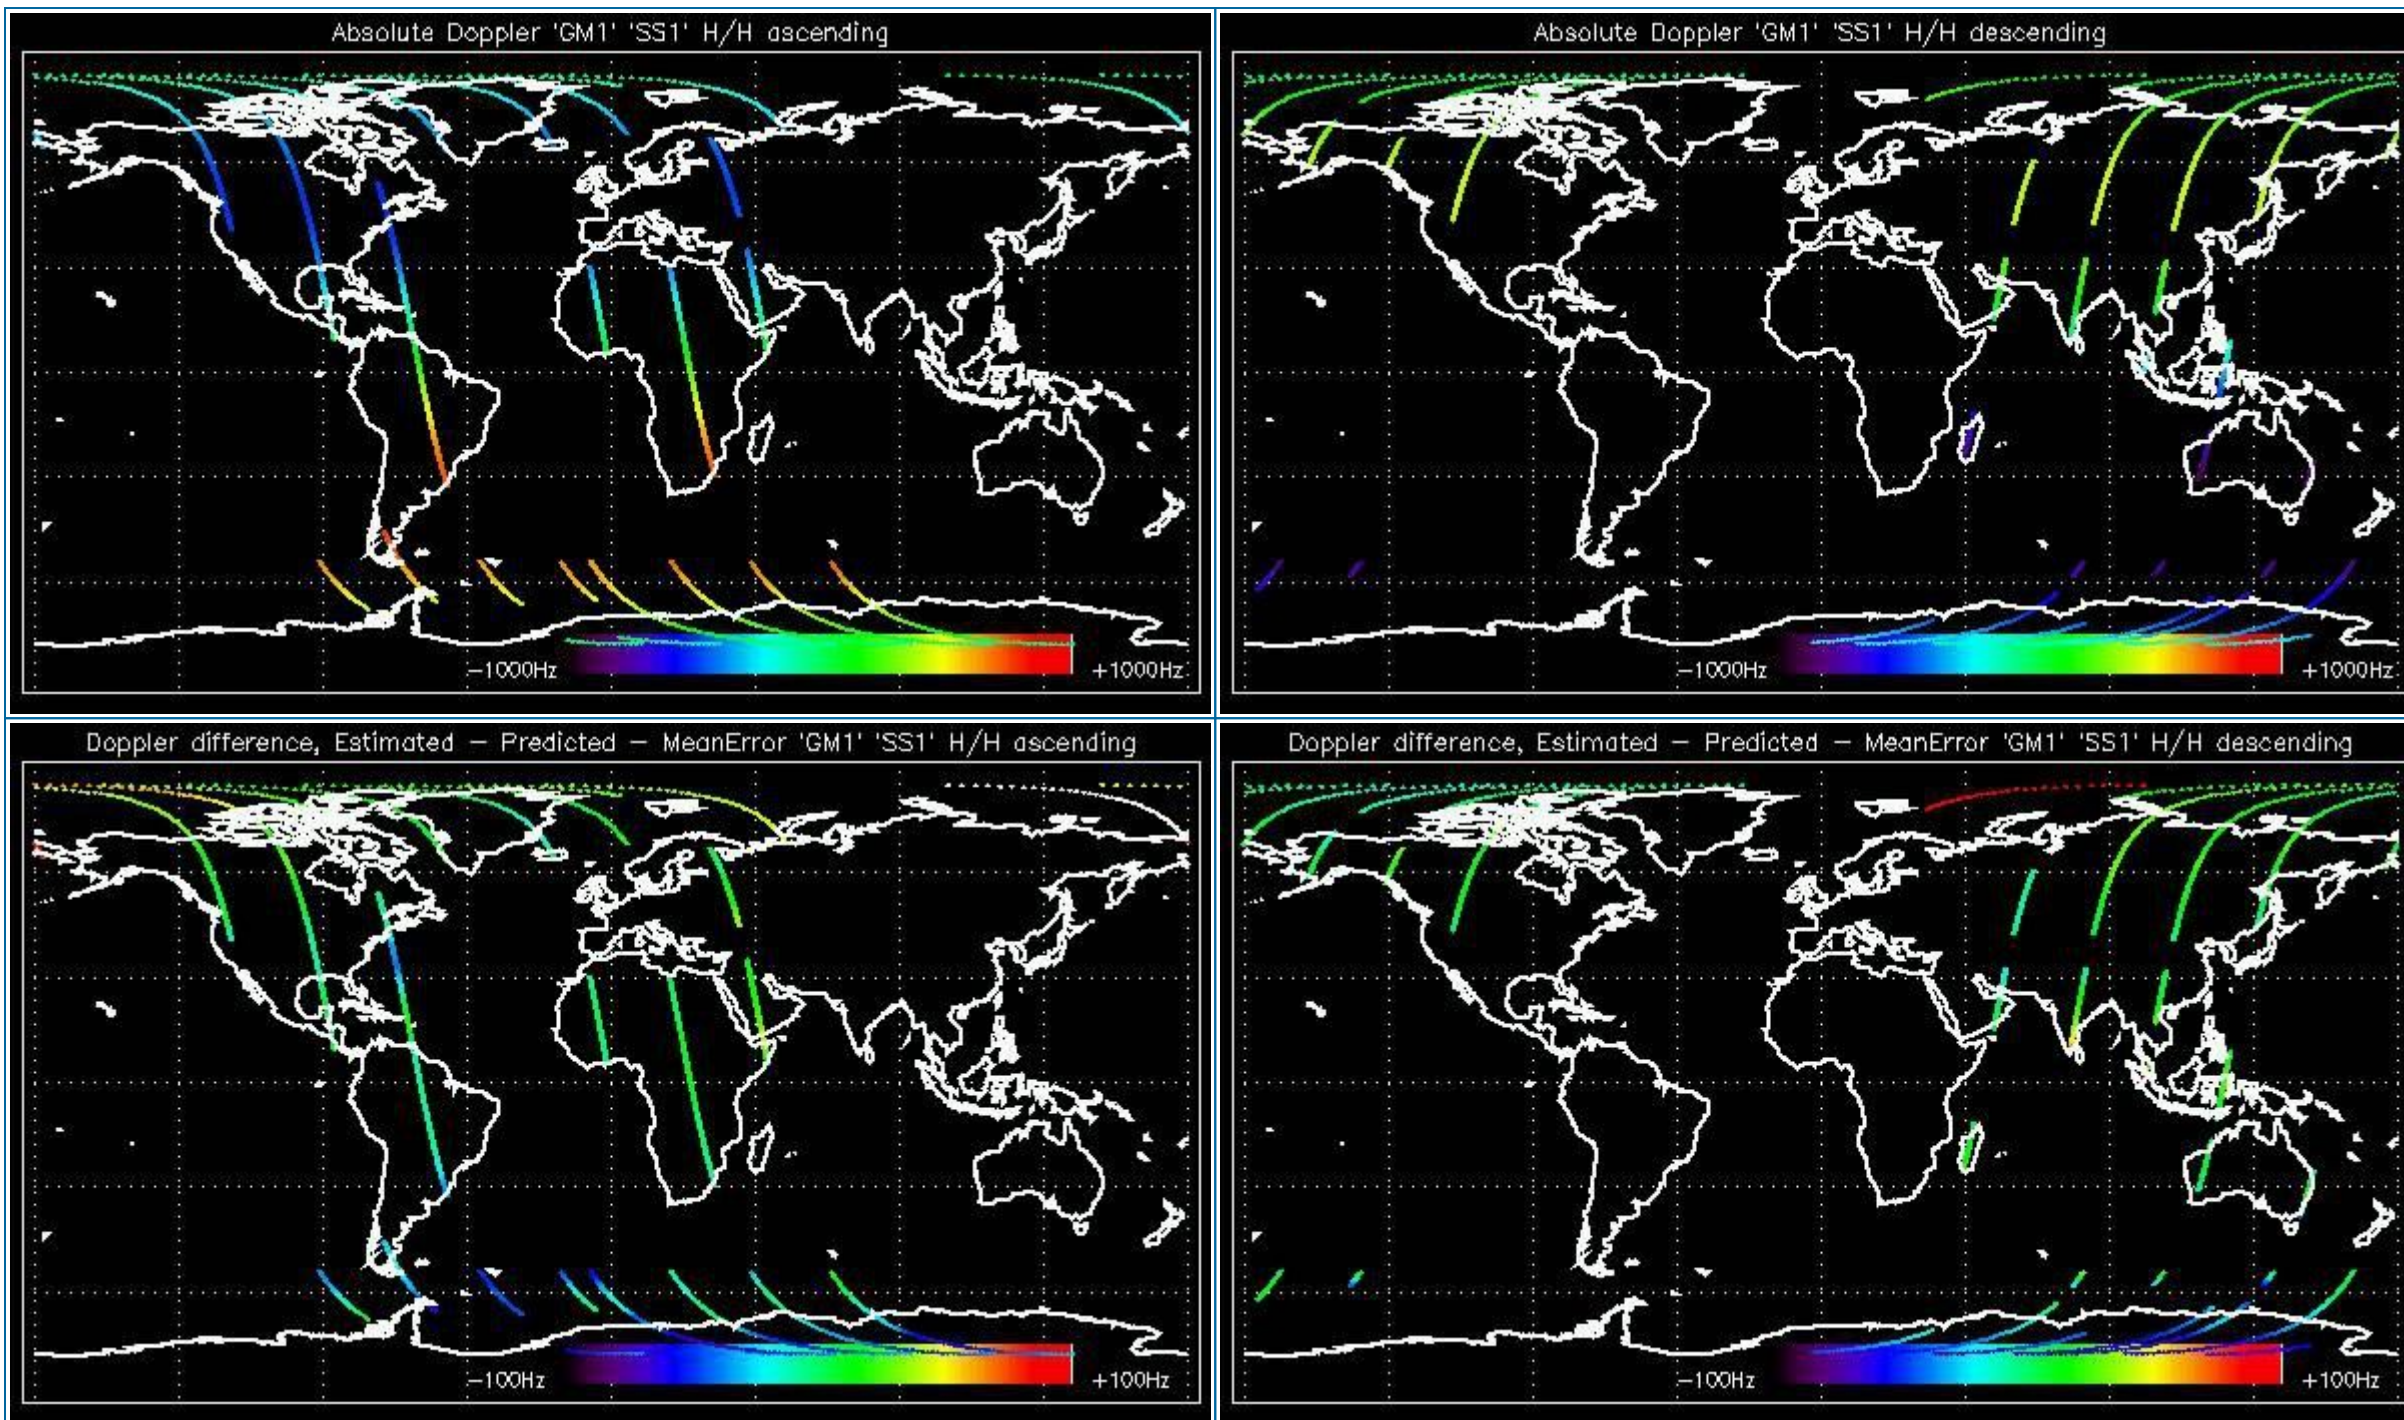 Absolute Doppler 'GM1' 'SS1' H/H ascending
-1000Hz
+1000Hz
Absolute Doppler 'GM1' 'SS1' H/H descending
-1000Hz
+1000Hz
Doppler difference, Estimated - Predicted - MeanError 'GM1' 'SS1' H/H ascending
-100Hz
+100Hz
Doppler difference, Estimated - Predicted - MeanError 'GM1' 'SS1' H/H descending
-100Hz
+100Hz